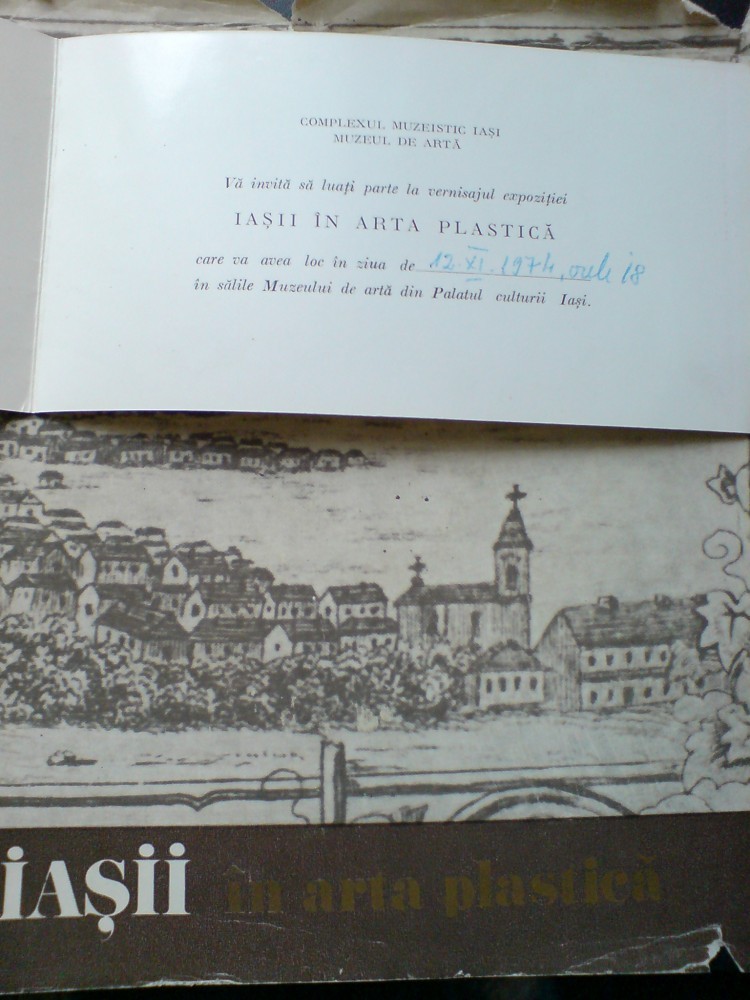 COMPLEXUL MUZEISTIC IAȘI
MUZEUL DE ARTĂ
Vă invită să luați parte la vernisajul expoziției
IAȘII ÎN ARTA PLASTICĂ
care va avea loc în ziua de 12.XI.1974, orele 18
în sălile Muzeului de artă din Palatul culturii Iași.
iAȘii în arta plastică